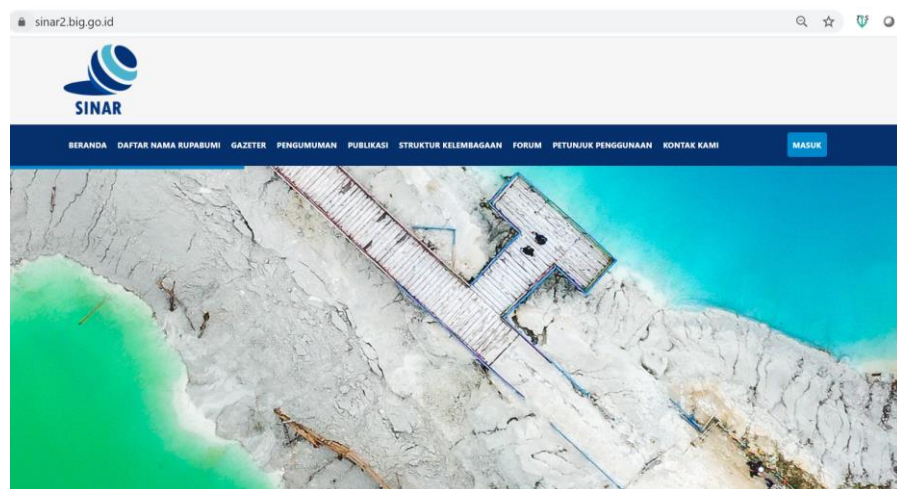 sinar2.big.go.id
SINAR
BERANDA DAFTAR NAMA RUPABUMI GAZETER PENGUMUMAN PUBLIKASI STRUKTUR KELEMBAGAAN FORUM PETUNJUK PENGGUNAAN KONTAK KAMI MASUK